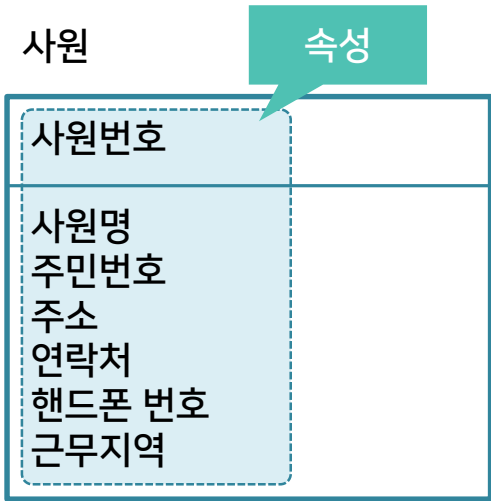 사원
속성
사원번호
사원명
주민번호
주소
연락처
핸드폰 번호
근무지역